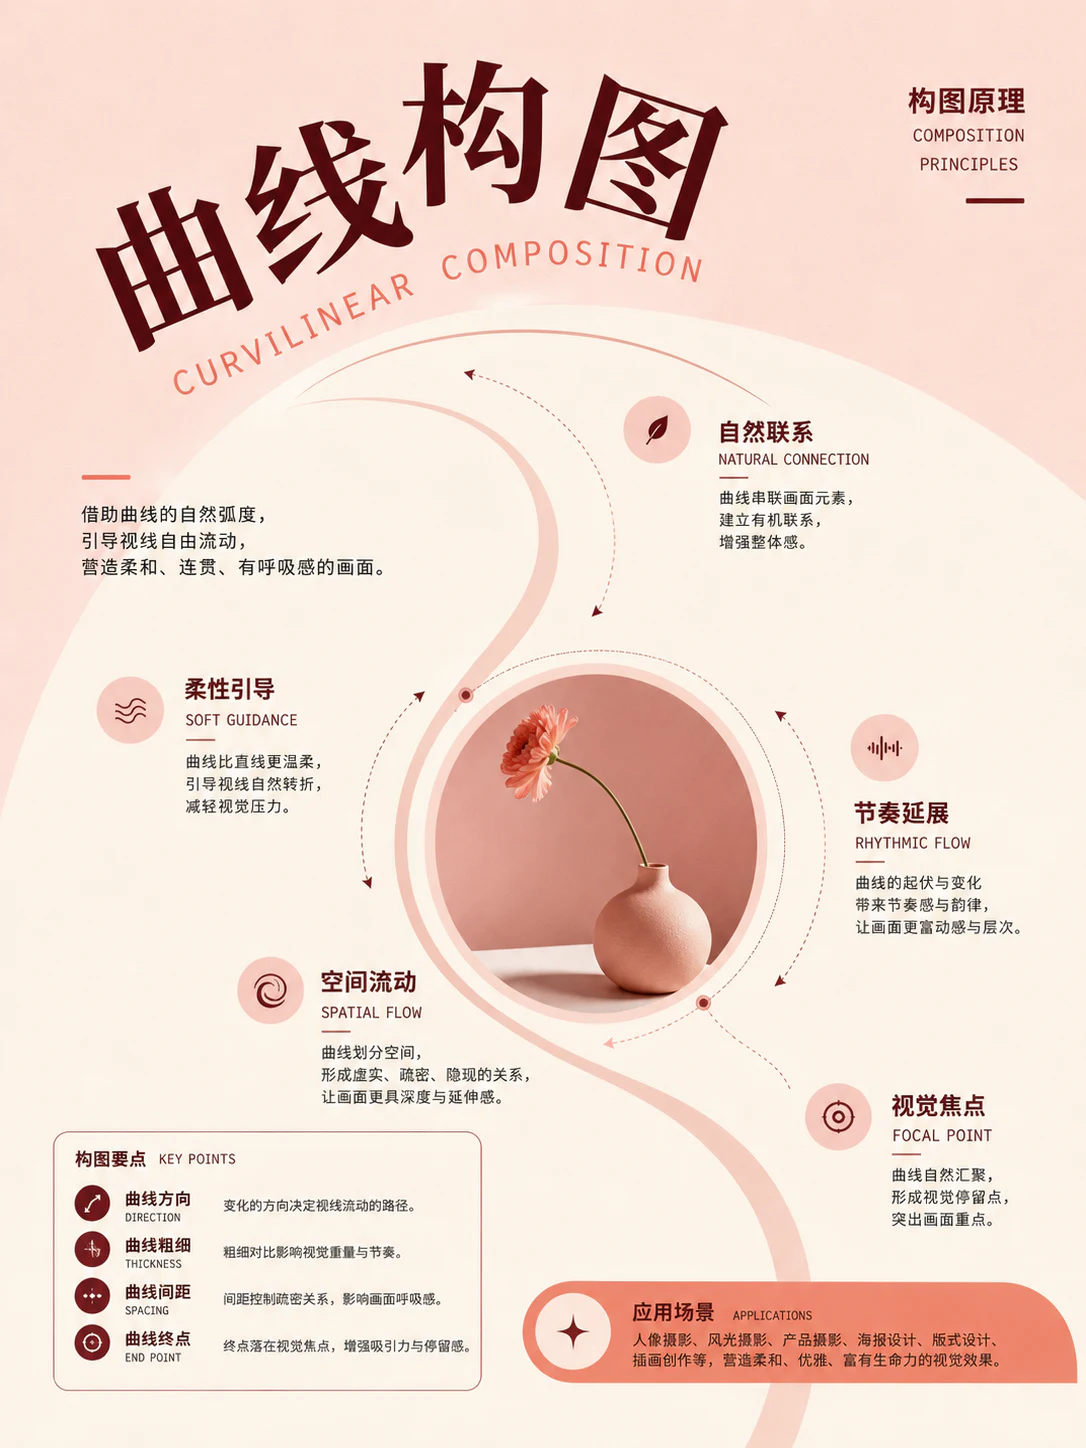 曲线构图
CURVILINEAR COMPOSITION
构图原理
COMPOSITION
PRINCIPLES
借助曲线的自然弧度，
引导视线自由流动，
营造柔和、连贯、有呼吸感的画面。
自然联系
NATURAL CONNECTION
曲线串联画面元素，
建立有机联系，
增强整体感。
柔性引导
SOFT GUIDANCE
曲线比直线更温柔，
引导视线自然转折，
减轻视觉压力。
节奏延展
RHYTHMIC FLOW
曲线的起伏与变化
带来节奏感与韵律，
让画面更富动感与层次。
空间流动
SPATIAL FLOW
曲线划分空间，
形成虚实、疏密、隐现的关系，
让画面更具深度与延伸感。
视觉焦点
FOCAL POINT
曲线自然汇聚，
形成视觉停留点，
突出画面重点。
构图要点 KEY POINTS
曲线方向
DIRECTION
变化的方向决定视线流动的路径。
曲线粗细
THICKNESS
粗细对比影响视觉重量与节奏。
曲线间距
SPACING
间距控制疏密关系，影响画面呼吸感。
曲线终点
END POINT
终点落在视觉焦点，增强吸引力与停留感。
应用场景 APPLICATIONS
人像摄影、风光摄影、产品摄影、海报设计、版式设计、
插画创作等，营造柔和、优雅、富有生命力的视觉效果。